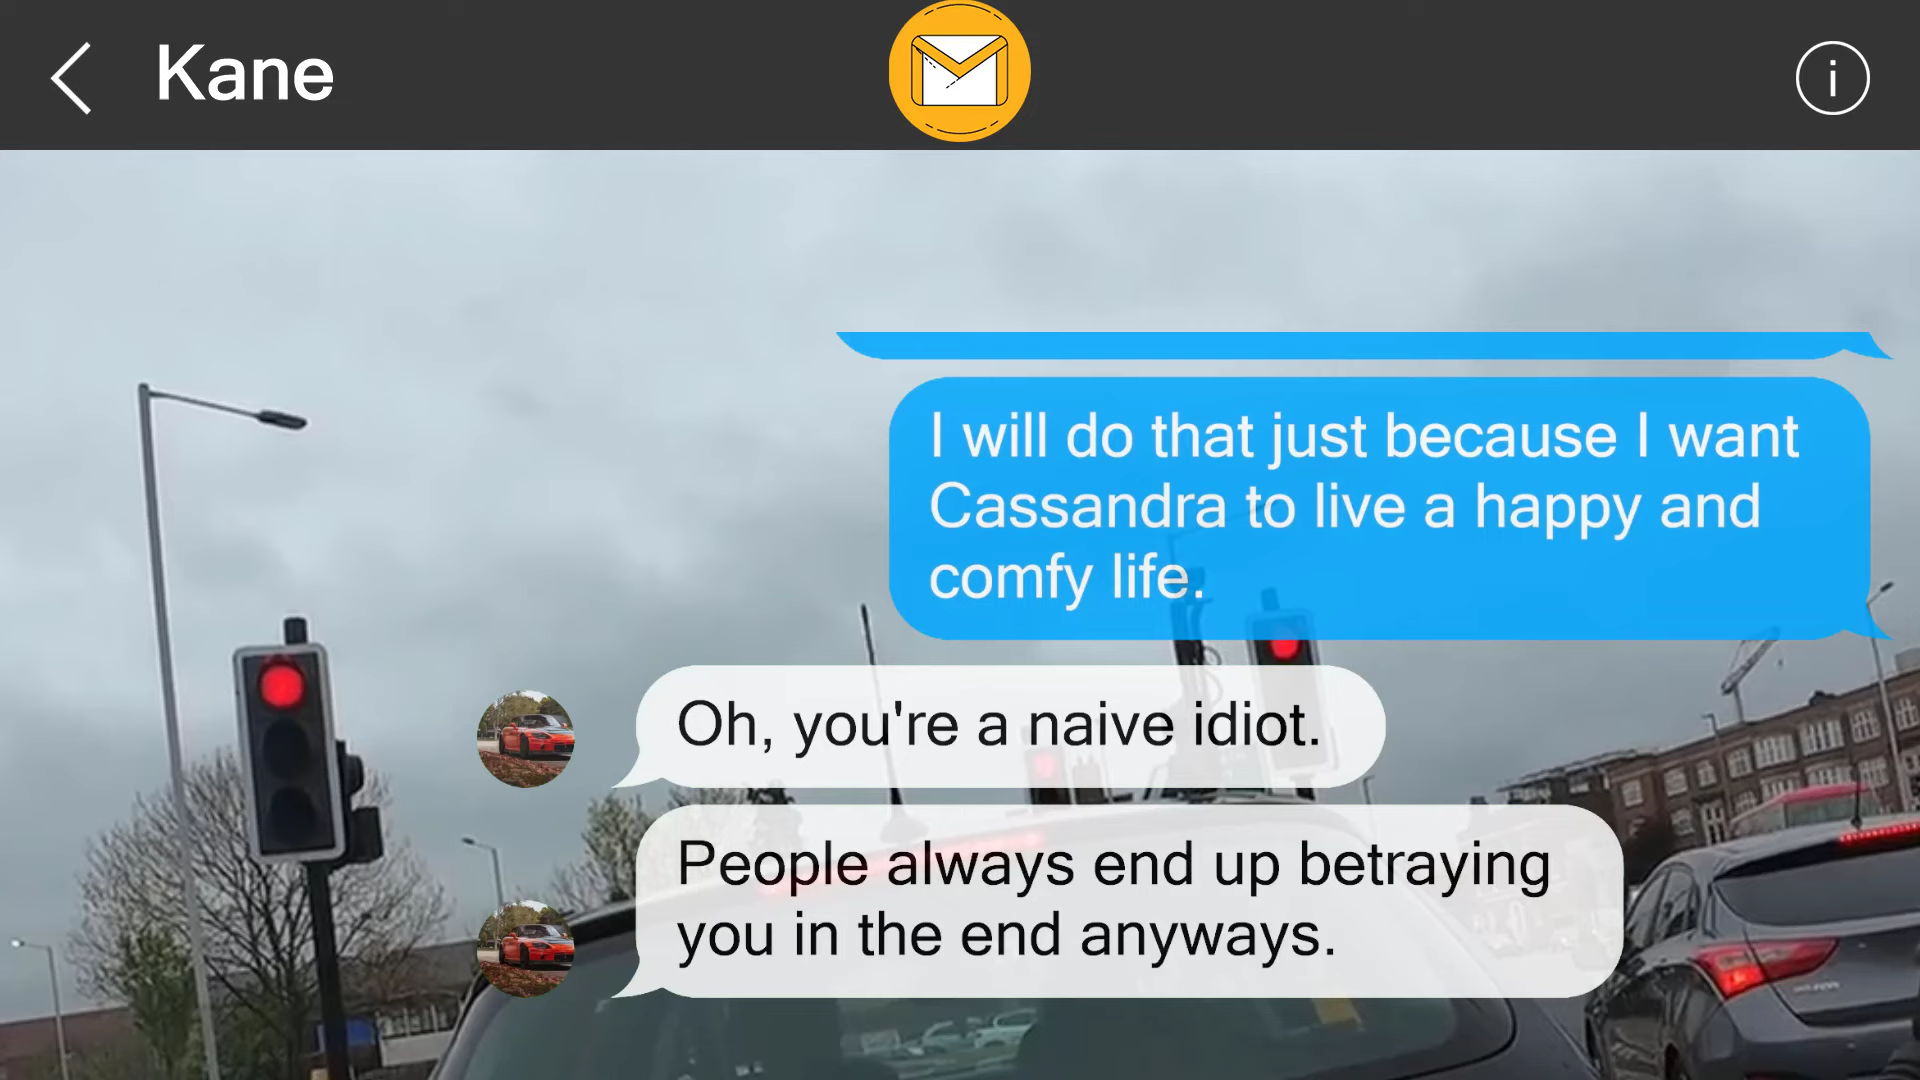 Kane
I will do that just because I want
Cassandra to live a happy and
comfy life.
Oh, you're a naive idiot.
People always end up betraying
you in the end anyways.